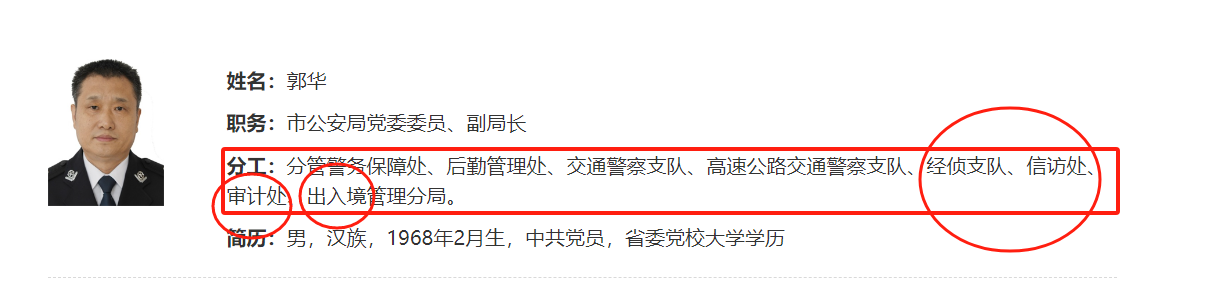 姓名：郭华
职务：市公安局党委委员、副局长
分工：分管警务保障处、后勤管理处、交通警察支队、高速公路交通警察支队、经侦支队、信访处、
审计处、出入境管理分局。
简历：男，汉族，1968年2月生，中共党员，省委党校大学学历